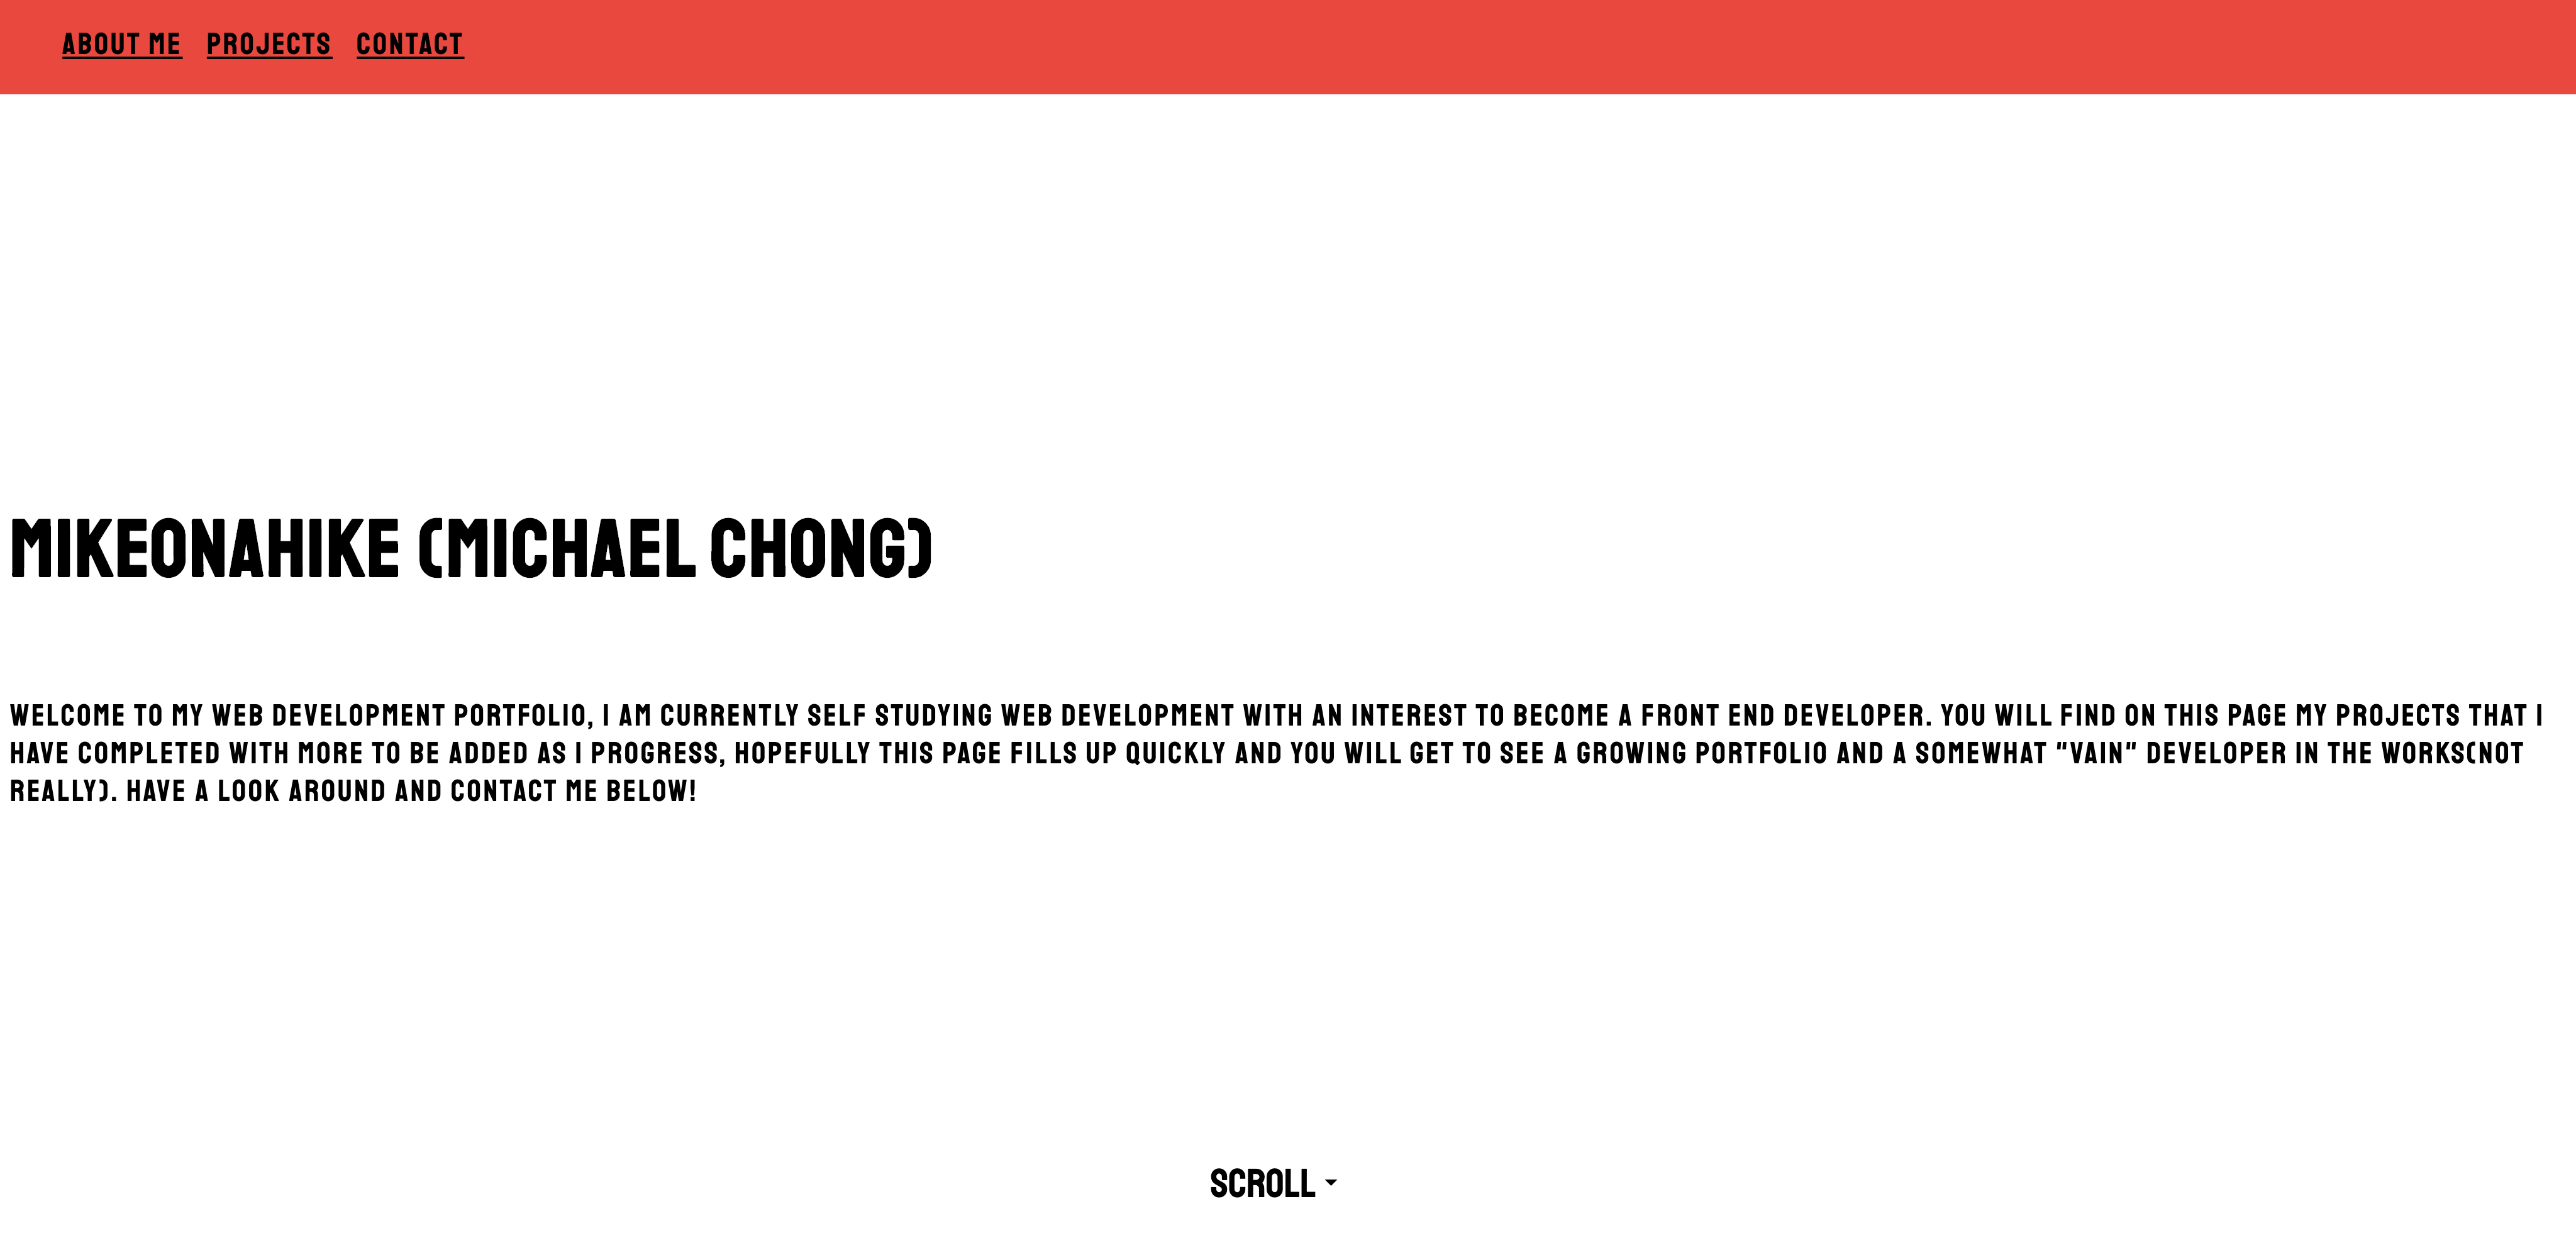 ABOUT ME PROJECTS CONTACT
MIKEONAHIKE (MICHAEL CHONG)
WELCOME TO MY WEB DEVELOPMENT PORTFOLIO, I AM CURRENTLY SELF STUDYING WEB DEVELOPMENT WITH AN INTEREST TO BECOME A FRONT END DEVELOPER. YOU WILL FIND ON THIS PAGE MY PROJECTS THAT I
HAVE COMPLETED WITH MORE TO BE ADDED AS I PROGRESS, HOPEFULLY THIS PAGE FILLS UP QUICKLY AND YOU WILL GET TO SEE A GROWING PORTFOLIO AND A SOMEWHAT "VAIN" DEVELOPER IN THE WORKS(NOT
REALLY). HAVE A LOOK AROUND AND CONTACT ME BELOW!
SCROLL